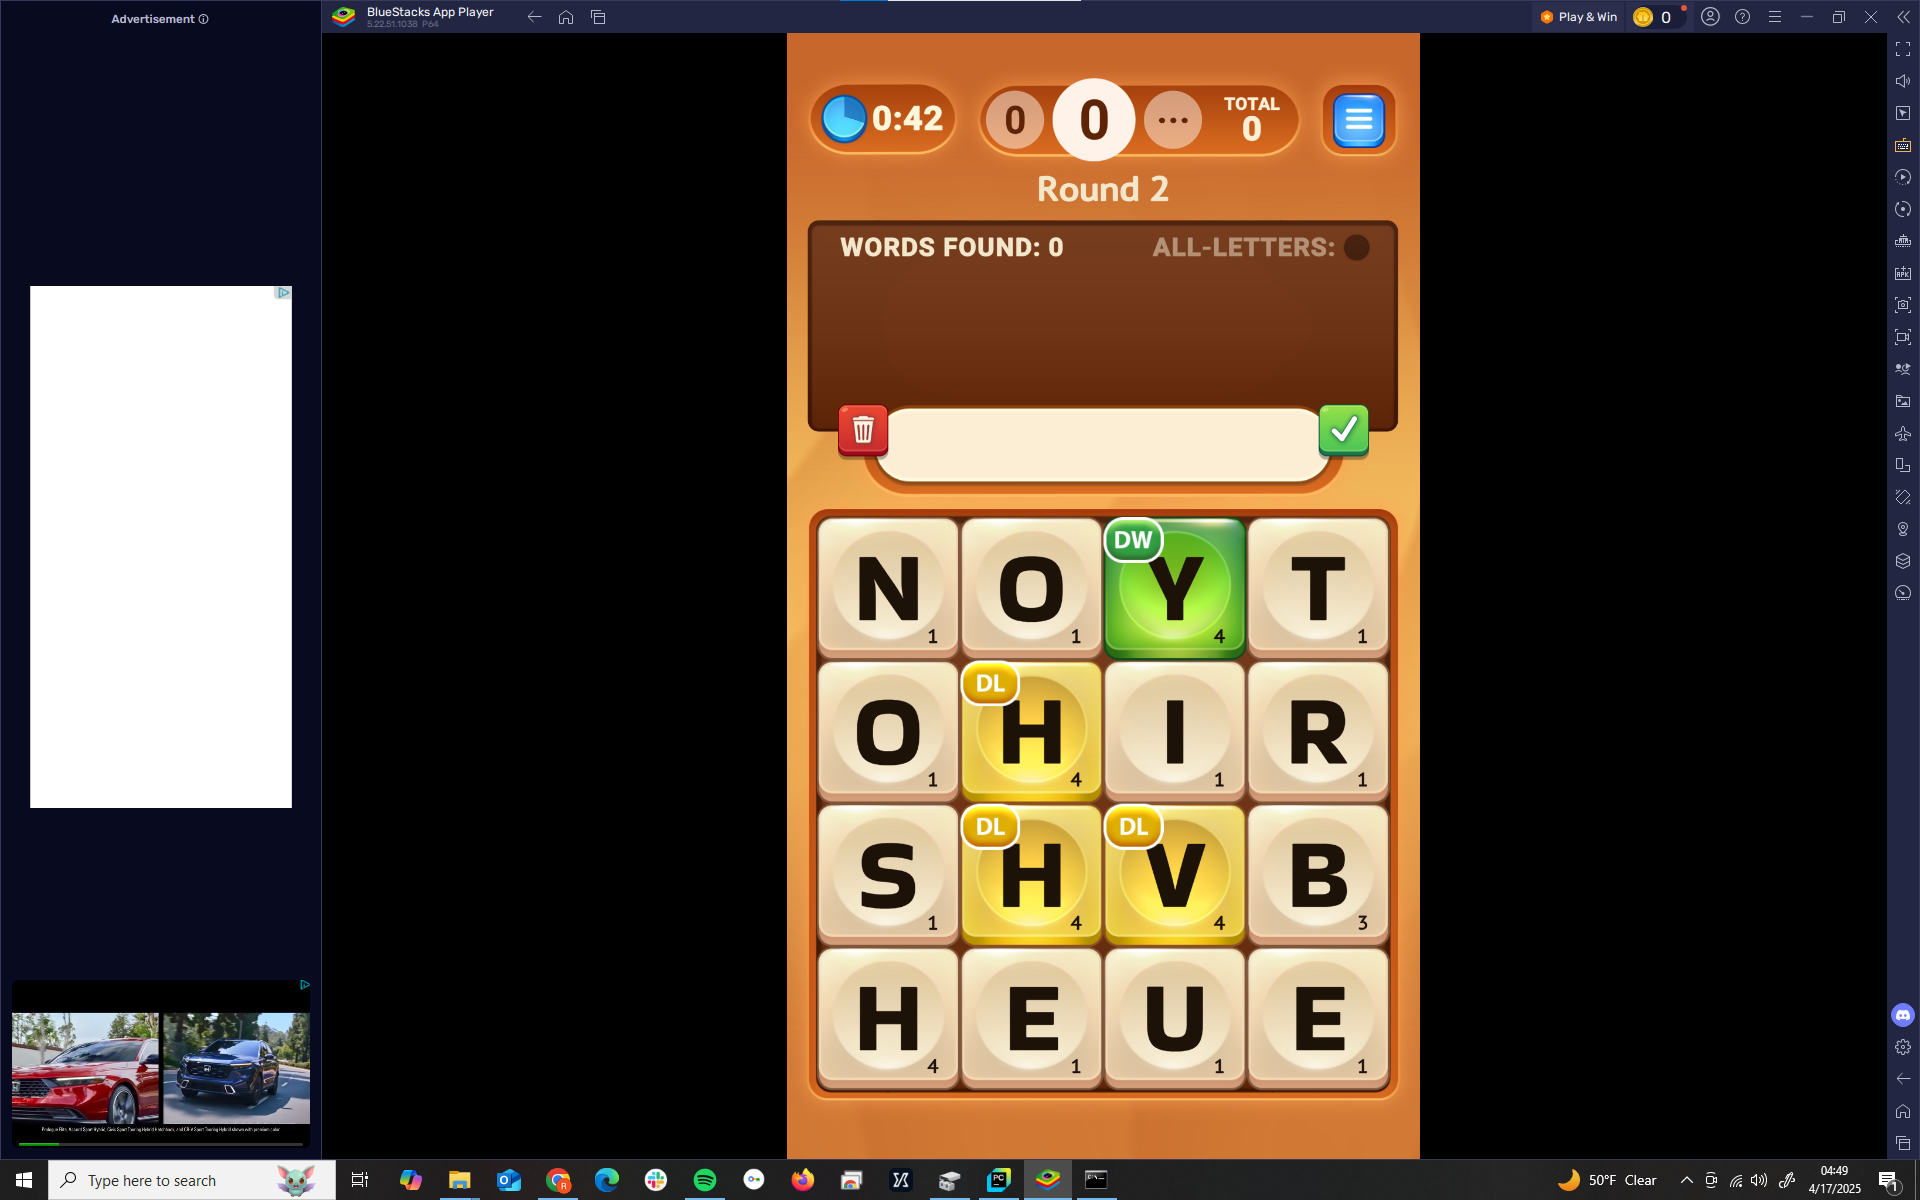 Advertisement
BlueStacks App Player
5.22.51.1038 P64
Play & Win
0
0:42
0
0
...
TOTAL
0
Round 2
WORDS FOUND: 0
ALL-LETTERS:
N 1
O 1
DW Y 4
T 1
O 1
DL H 4
I 1
R 1
S 1
DL H 4
DL V 4
B 3
H 4
E 1
U 1
E 1
Type here to search
50°F Clear
04:49
4/17/2025
1